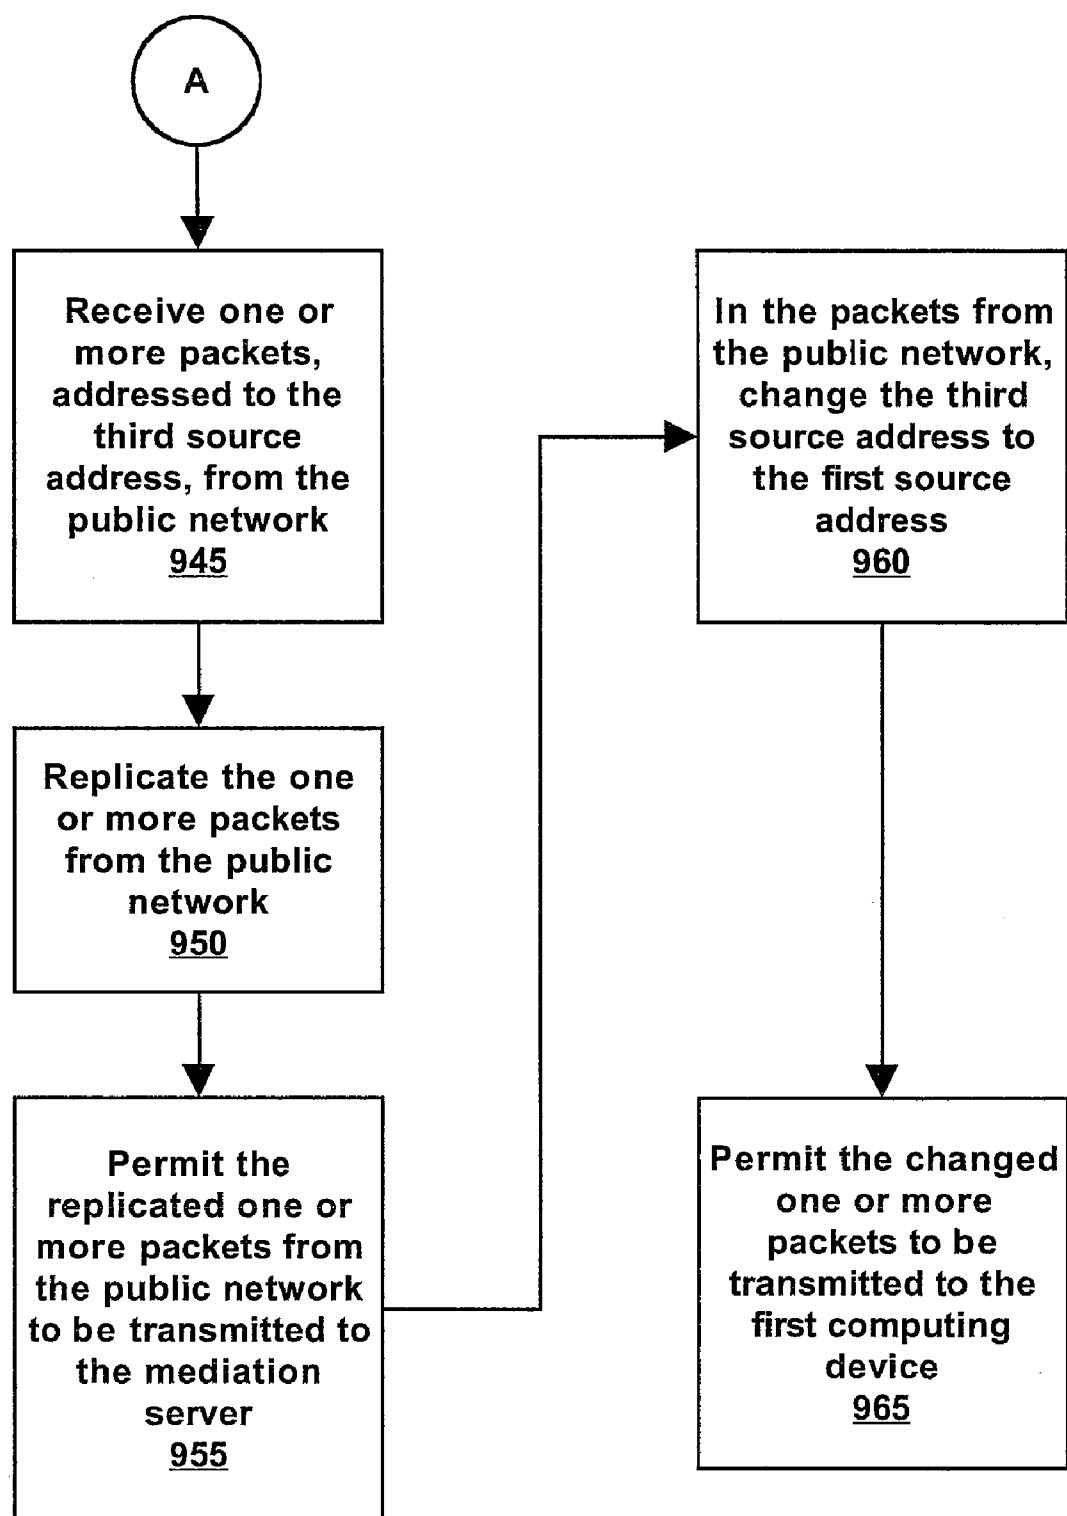 A
Receive one or
more packets,
addressed to the
third source
address, from the
public network
945
Replicate the one
or more packets
from the public
network
950
Permit the
replicated one or
more packets from
the public network
to be transmitted to
the mediation
server
955
In the packets from
the public network,
change the third
source address to
the first source
address
960
Permit the changed
one or more
packets to be
transmitted to the
first computing
device
965